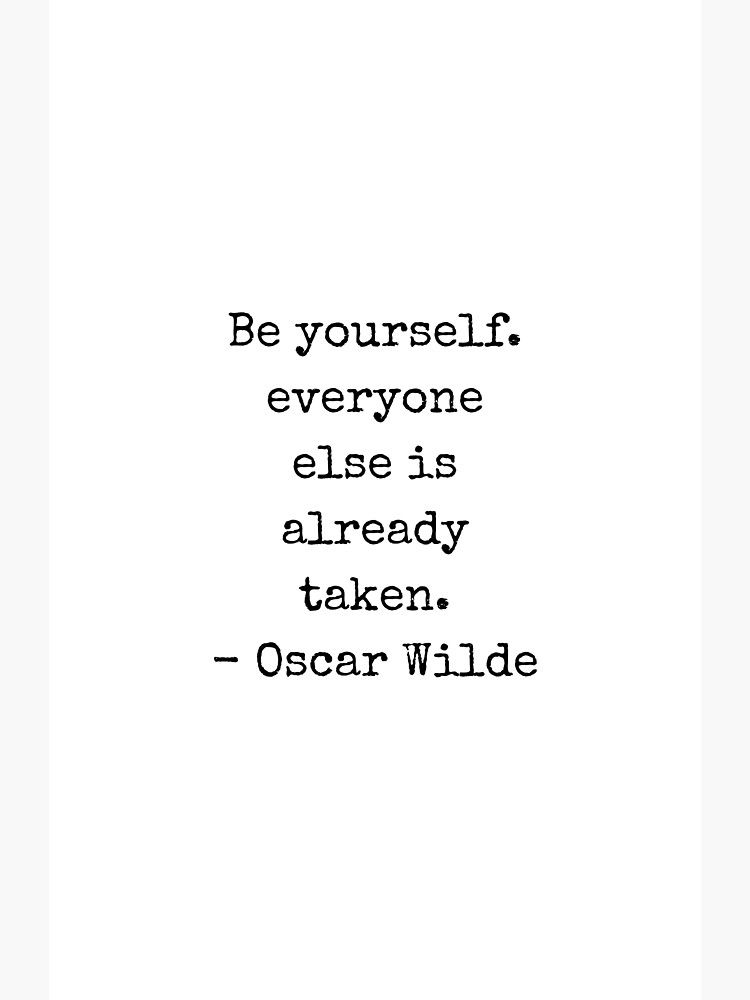 Be yourself.
everyone
else is
already
taken.
- Oscar Wilde